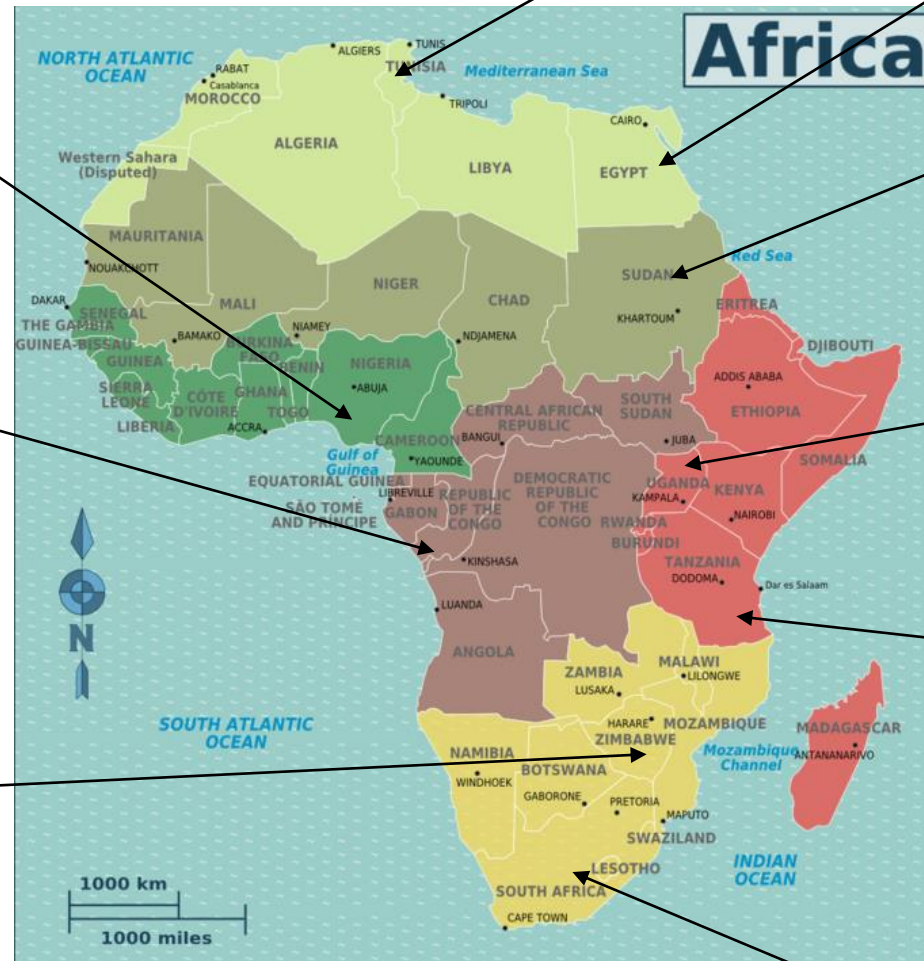 Africa
NORTH ATLANTIC
OCEAN
ALGIERS
TUNIS
TUNISIA
Mediterranean Sea
RABAT
Casablanca
MOROCCO
TRIPOLI
CAIRO
ALGERIA
Western Sahara
(Disputed)
LIBYA
EGYPT
MAURITANIA
NOUAKCHOTT
Red Sea
SUDAN
NIGER
MALI
CHAD
KHARTOUM
ERITREA
DAKAR
SENEGAL
THE GAMBIA
GUINEA-BISSAU
BAMAKO
NIAMEY
BURKINA
FASO
NDJAMENA
DJIBOUTI
GUINEA
BENIN
NIGERIA
ABUJA
ADDIS ABABA
ETHIOPIA
SIERRA
LEONE
CÔTE
D'IVOIRE
GHANA
TOGO
LIBERIA
ACCRA
CENTRAL AFRICAN
REPUBLIC
BANGUI
SOUTH
SUDAN
JUBA
CAMEROON
YAOUNDE
Gulf of
Guinea
SOMALIA
EQUATORIAL GUINEA
LIBREVILLE
GABON
SÃO TOMÉ
AND PRÍNCIPE
REPUBLIC
OF THE
CONGO
DEMOCRATIC
REPUBLIC
OF THE
CONGO
UGANDA
KAMPALA
KENYA
NAIROBI
RWANDA
BURUNDI
TANZANIA
DODOMA
Dar es Salaam
KINSHASA
LUANDA
N
ANGOLA
ZAMBIA
LUSAKA
MALAWI
LILONGWE
SOUTH ATLANTIC
OCEAN
HARARE
ZIMBABWE
MOZAMBIQUE
Mozambique
Channel
MADAGASCAR
ANTANANARIVO
NAMIBIA
WINDHOEK
BOTSWANA
GABORONE
PRETORIA
MAPUTO
SWAZILAND
LESOTHO
SOUTH AFRICA
CAPE TOWN
INDIAN
OCEAN
1000 km
1000 miles